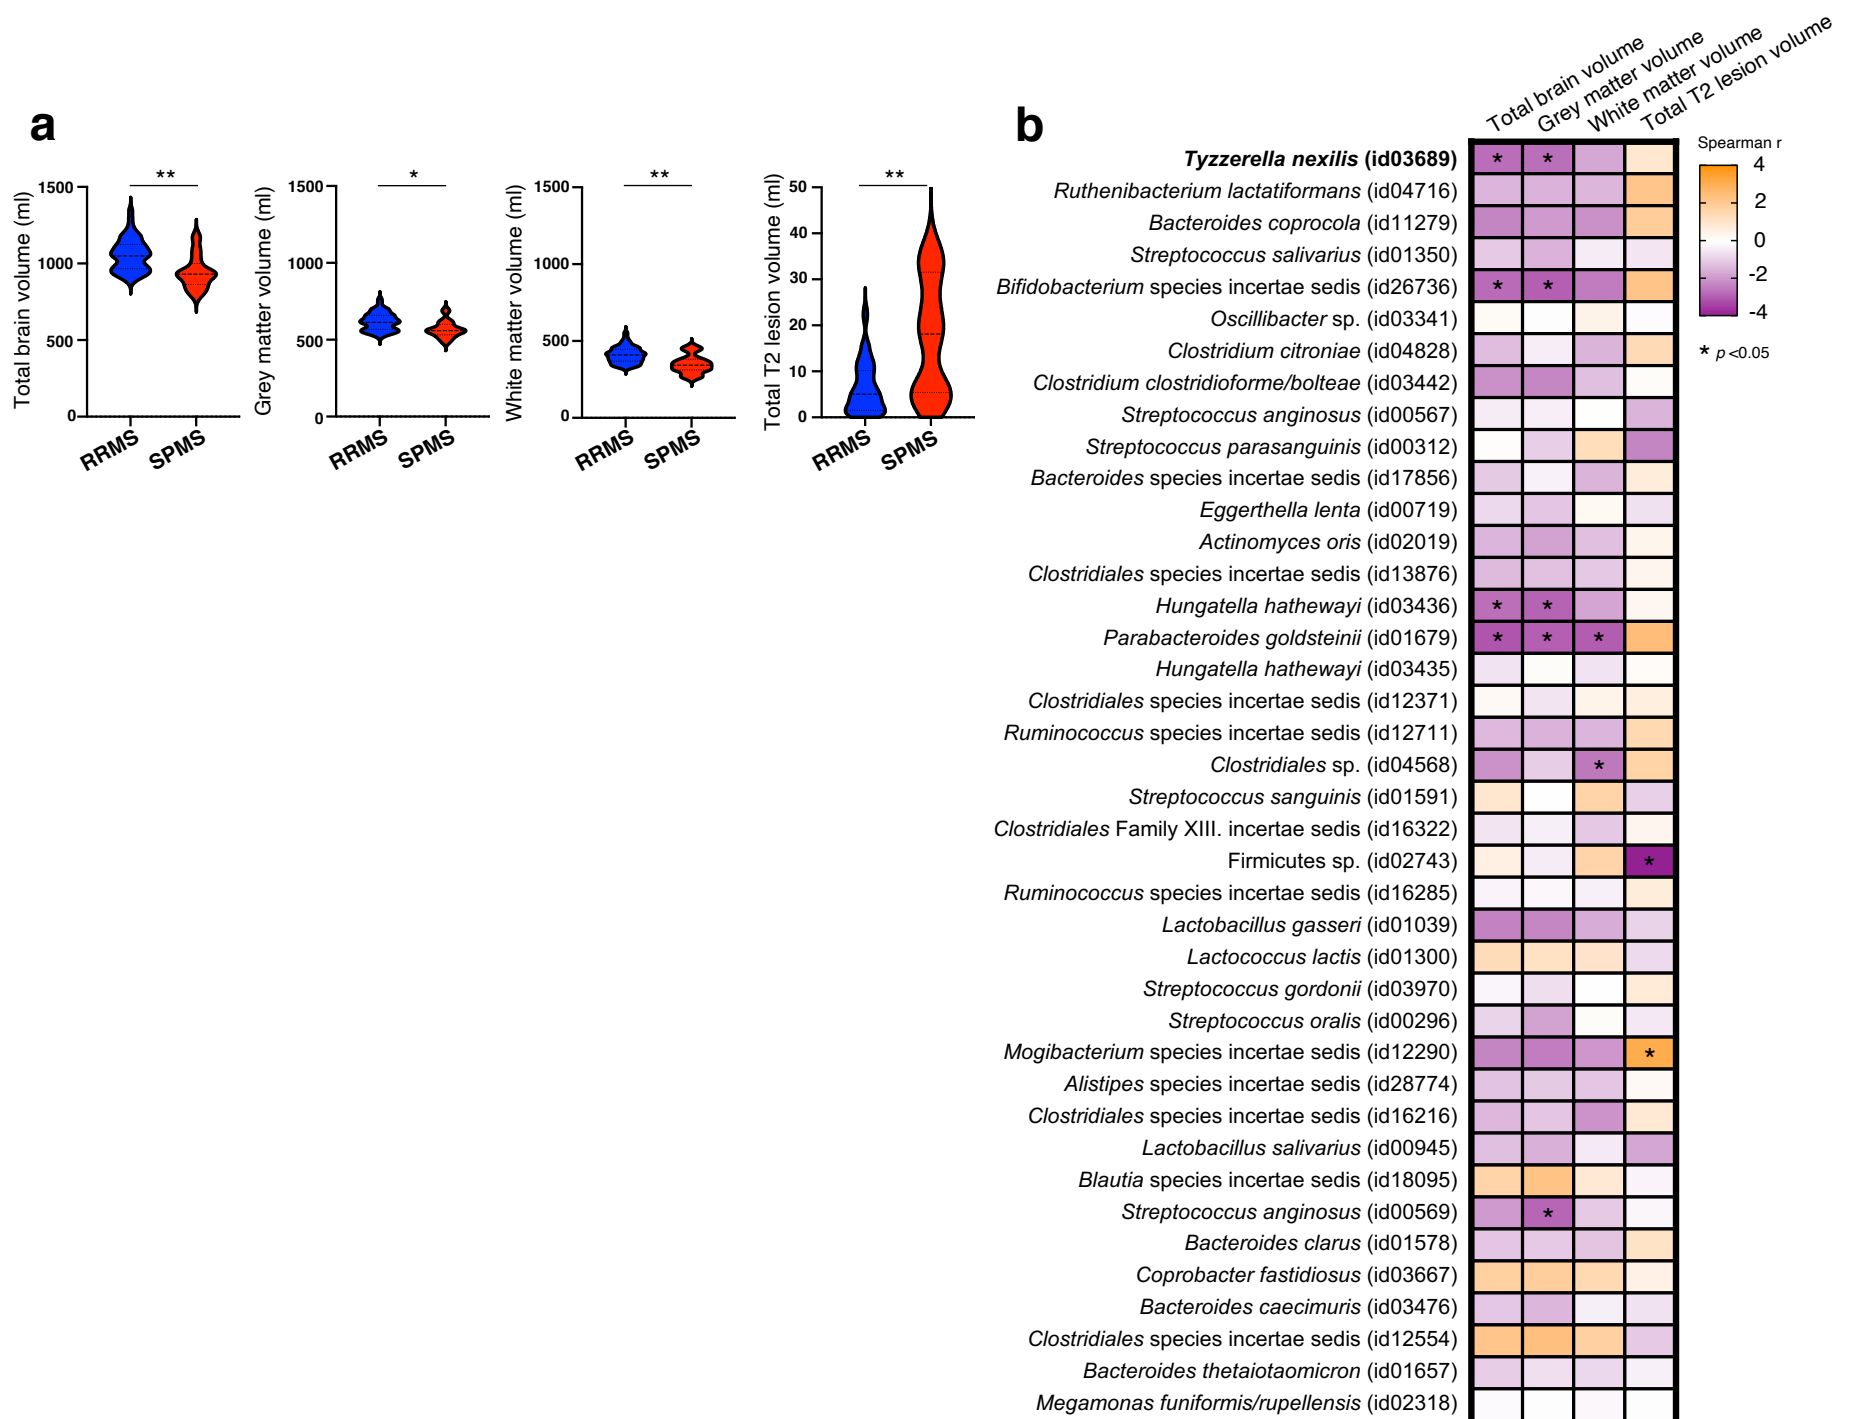 a
**
*
**
**
Total brain volume (ml)
1500
1000
500
0
RRMS
SPMS
Grey matter volume (ml)
1500
1000
500
0
RRMS
SPMS
White matter volume (ml)
1500
1000
500
0
RRMS
SPMS
Total T2 lesion volume (ml)
50
40
30
20
10
0
RRMS
SPMS
b
Total brain volume
Grey matter volume
White matter volume
Total T2 lesion volume
Tyzzerella nexilis (id03689) * *
Ruthenibacterium lactatiformans (id04716)
Bacteroides coprocola (id11279)
Streptococcus salivarius (id01350)
Bifidobacterium species incertae sedis (id26736) * *
Oscillibacter sp. (id03341)
Clostridium citroniae (id04828)
Clostridium clostridioforme/bolteae (id03442)
Streptococcus anginosus (id00567)
Streptococcus parasanguinis (id00312)
Bacteroides species incertae sedis (id17856)
Eggerthella lenta (id00719)
Actinomyces oris (id02019)
Clostridiales species incertae sedis (id13876)
Hungatella hathewayi (id03436) * *
Parabacteroides goldsteinii (id01679) * * *
Hungatella hathewayi (id03435)
Clostridiales species incertae sedis (id12371)
Ruminococcus species incertae sedis (id12711)
Clostridiales sp. (id04568) *
Streptococcus sanguinis (id01591)
Clostridiales Family XIII. incertae sedis (id16322)
Firmicutes sp. (id02743) *
Ruminococcus species incertae sedis (id16285)
Lactobacillus gasseri (id01039)
Lactococcus lactis (id01300)
Streptococcus gordonii (id03970)
Streptococcus oralis (id00296)
Mogibacterium species incertae sedis (id12290) *
Alistipes species incertae sedis (id28774)
Clostridiales species incertae sedis (id16216)
Lactobacillus salivarius (id00945)
Blautia species incertae sedis (id18095)
Streptococcus anginosus (id00569) *
Bacteroides clarus (id01578)
Coprobacter fastidiosus (id03667)
Bacteroides caecimuris (id03476)
Clostridiales species incertae sedis (id12554)
Bacteroides thetaiotaomicron (id01657)
Megamonas funiformis/rupellensis (id02318)
Spearman r
4
2
0
-2
-4
* p <0.05